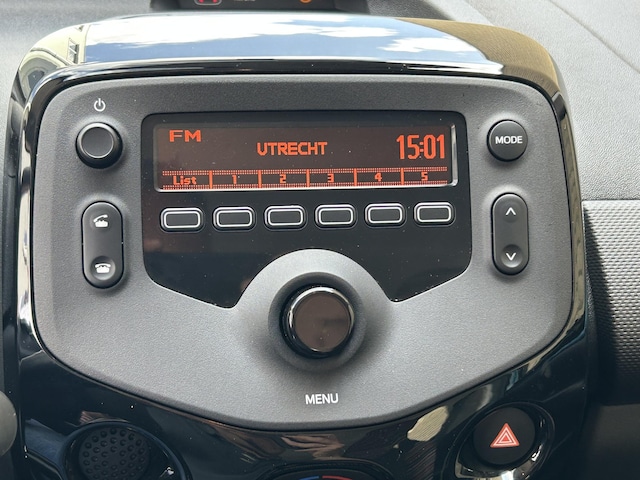 FM
UTRECHT
15:01
MODE
List 1 2 3 4 5
MENU